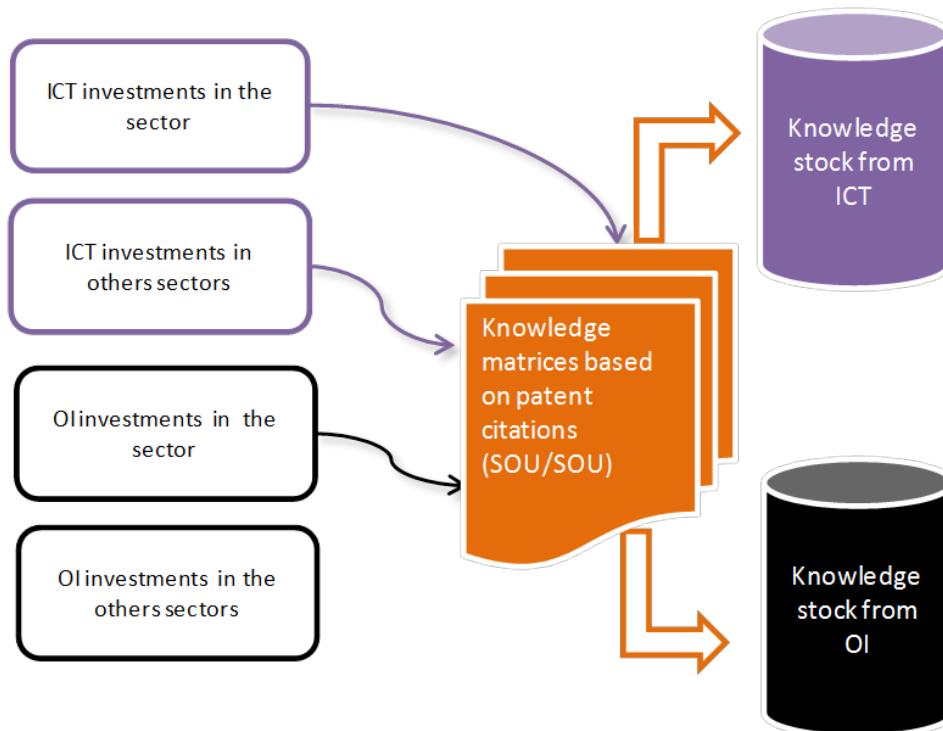 ICT investments in the
sector
ICT investments in
others sectors
OI investments in  the
sector
OI investments in the
others sectors
Knowledge
matrices based
on patent
citations
(SOU/SOU)
Knowledge
stock from
ICT
Knowledge
stock from
OI